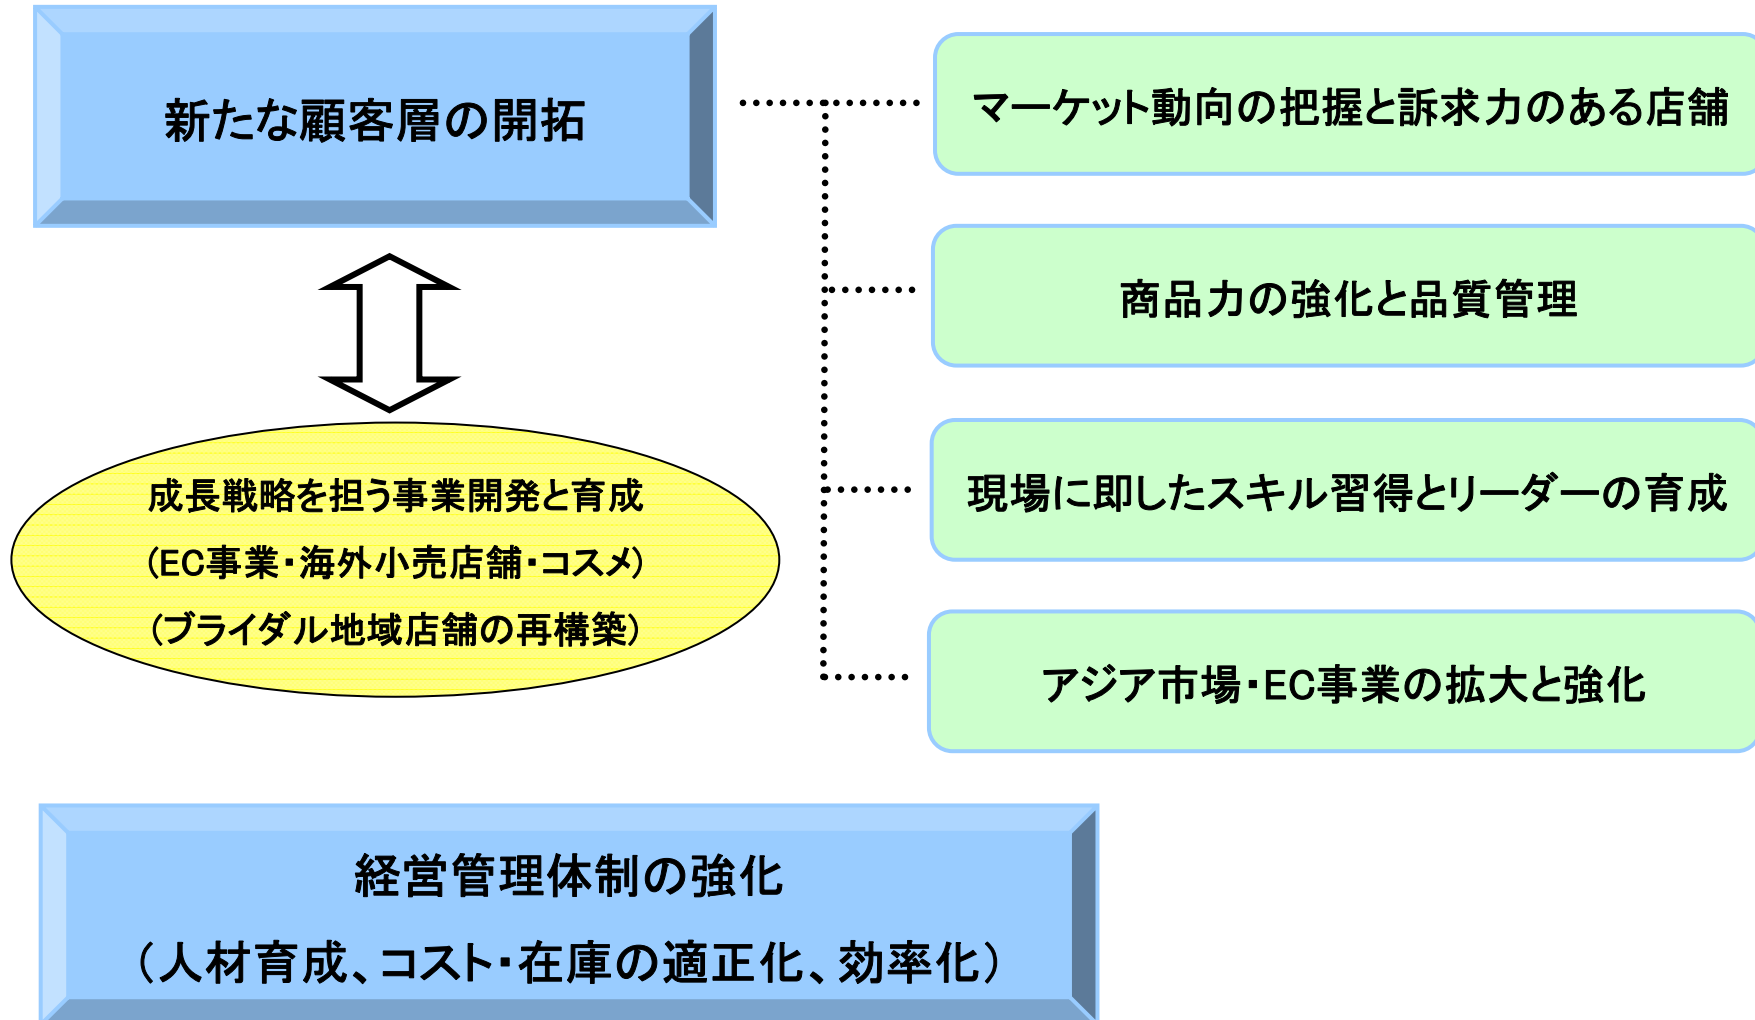 新たな顧客層の開拓
マーケット動向の把握と訴求力のある店舗
商品力の強化と品質管理
現場に即したスキル習得とリーダーの育成
アジア市場・EC事業の拡大と強化
成長戦略を担う事業開発と育成
(EC事業・海外小売店舗・コスメ)
(ブライダル地域店舗の再構築)
経営管理体制の強化
（人材育成、コスト・在庫の適正化、効率化）